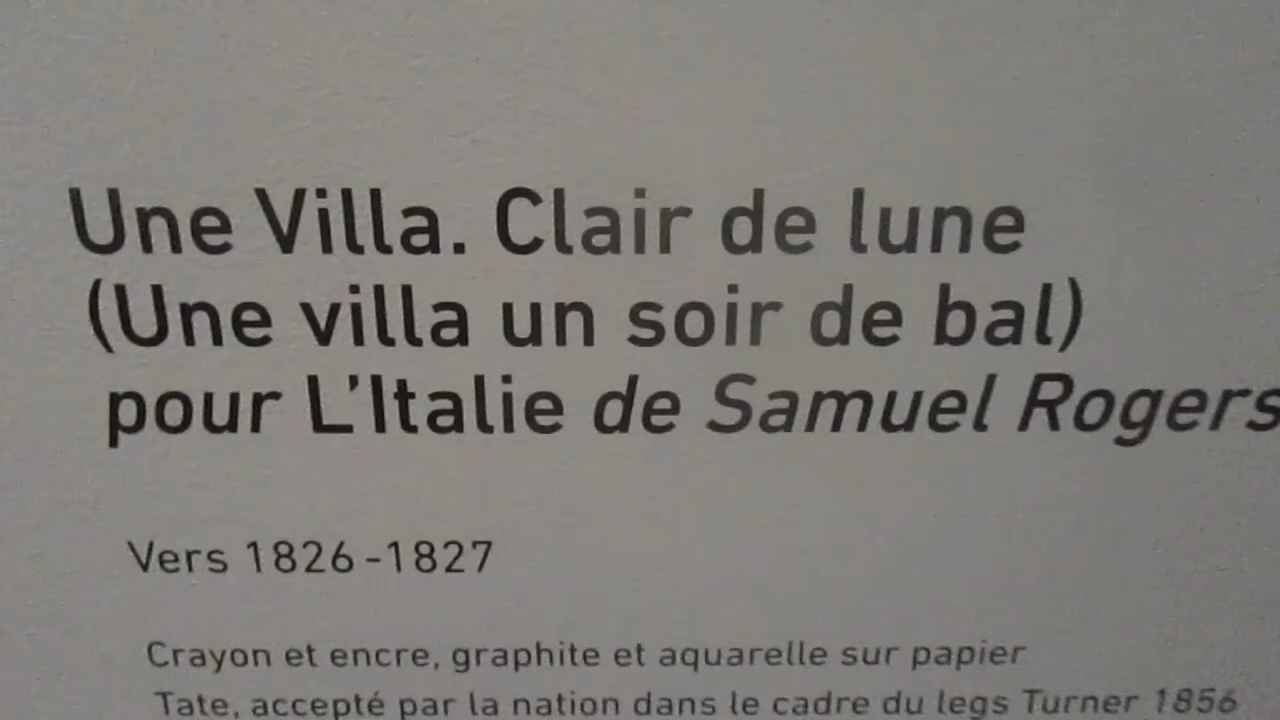 Une Villa. Clair de lune
(Une villa un soir de bal)
pour L'Italie de Samuel Rogers
Vers 1826-1827
Crayon et encre, graphite et aquarelle sur papier
Tate, accepté par la nation dans le cadre du legs Turner 1856